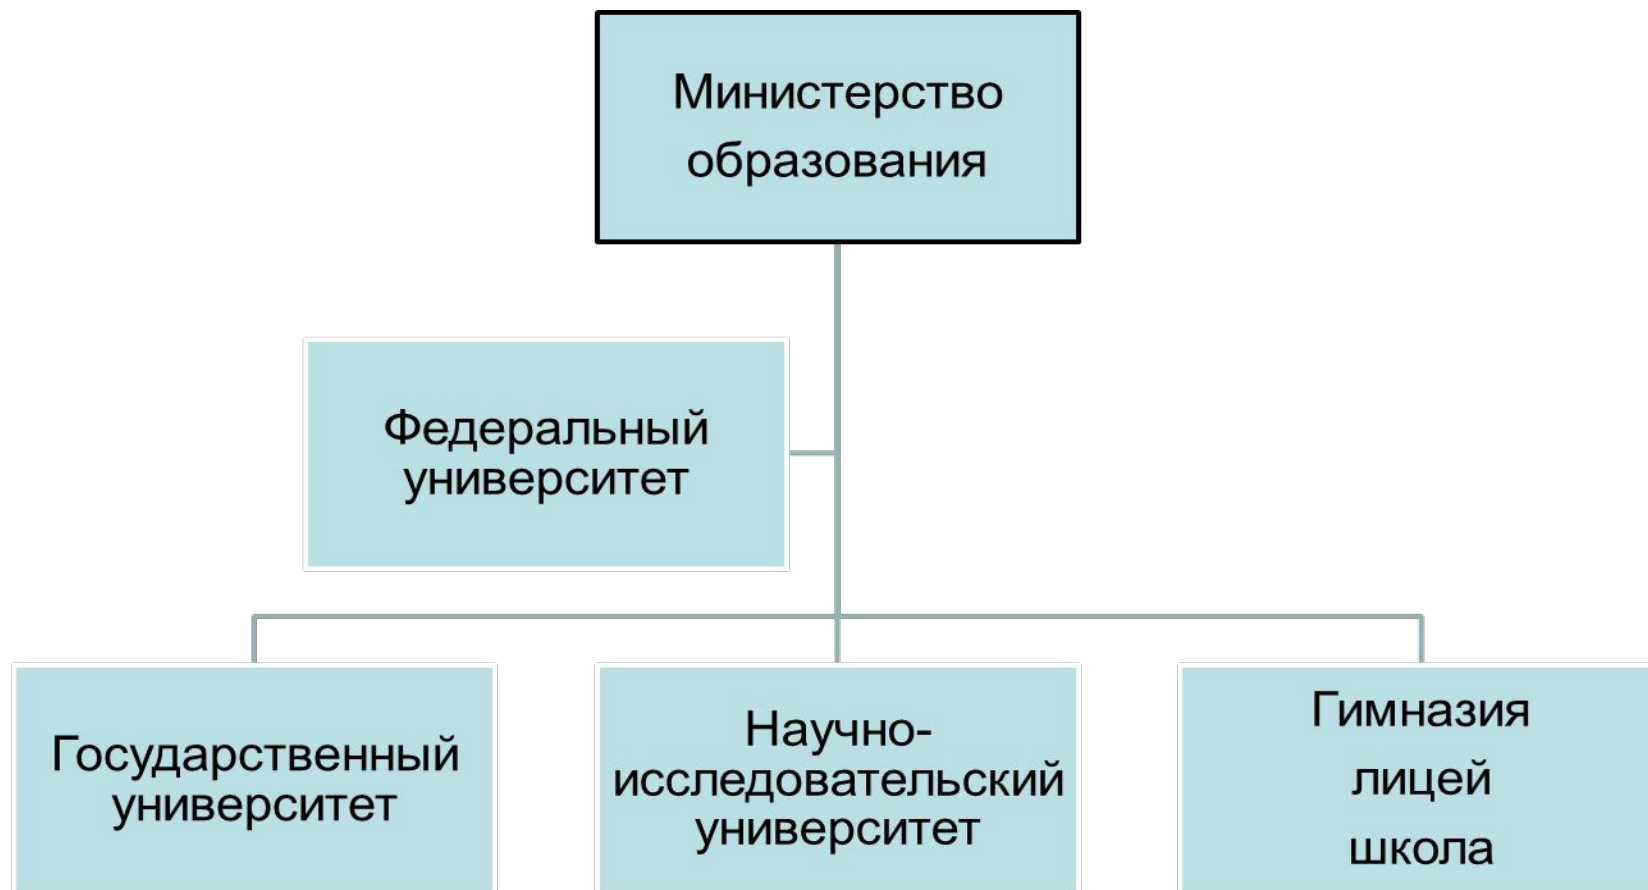 Министерство
образования
Федеральный
университет
Государственный
университет
Научно-
исследовательский
университет
Гимназия
лицей
школа